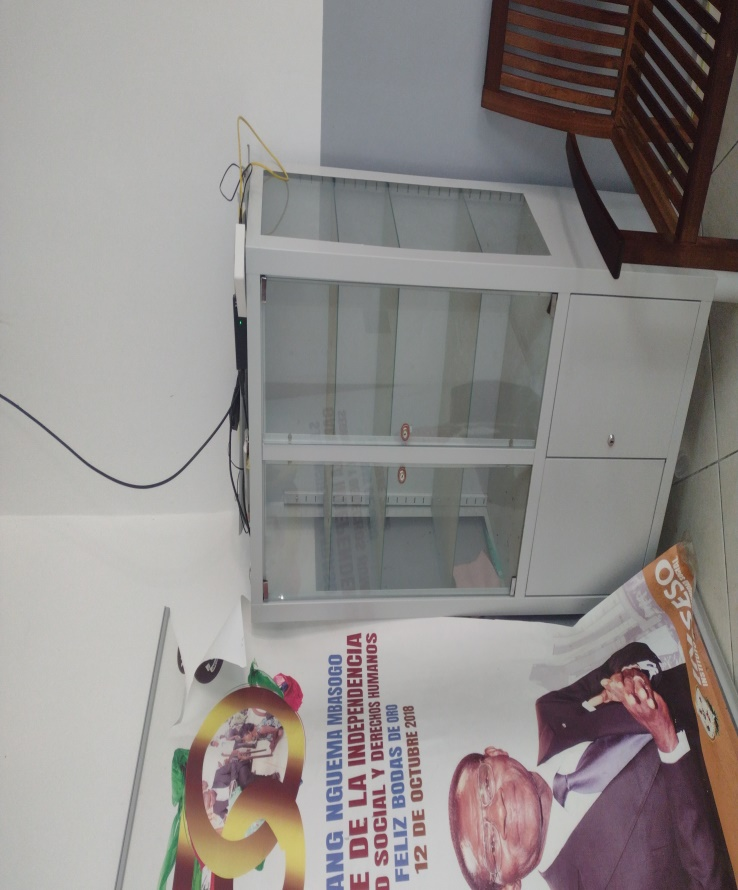 ANG NGUEMA MBASOGO
E DE LA INDEPENDENCIA
D SOCIAL Y DERECHOS HUMANOS
FELIZ BODAS DE ORO
12 DE OCTUBRE 2018